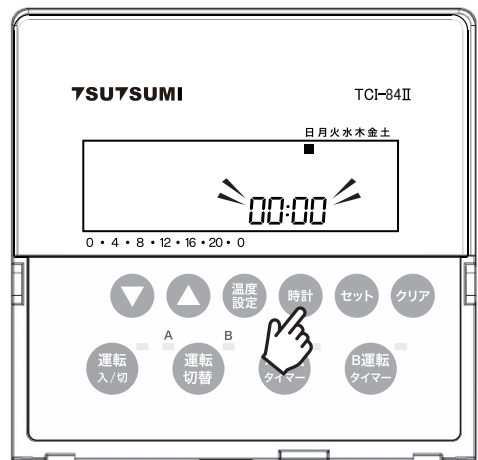 TSUTSUMI
TCI-84Ⅱ
日月火水木金土
00:00
0・4・8・12・16・20・0
▼ ▲ 温度設定 時計 セット クリア
A B
運転 入/切
運転切替
タイマー
B運転 タイマー